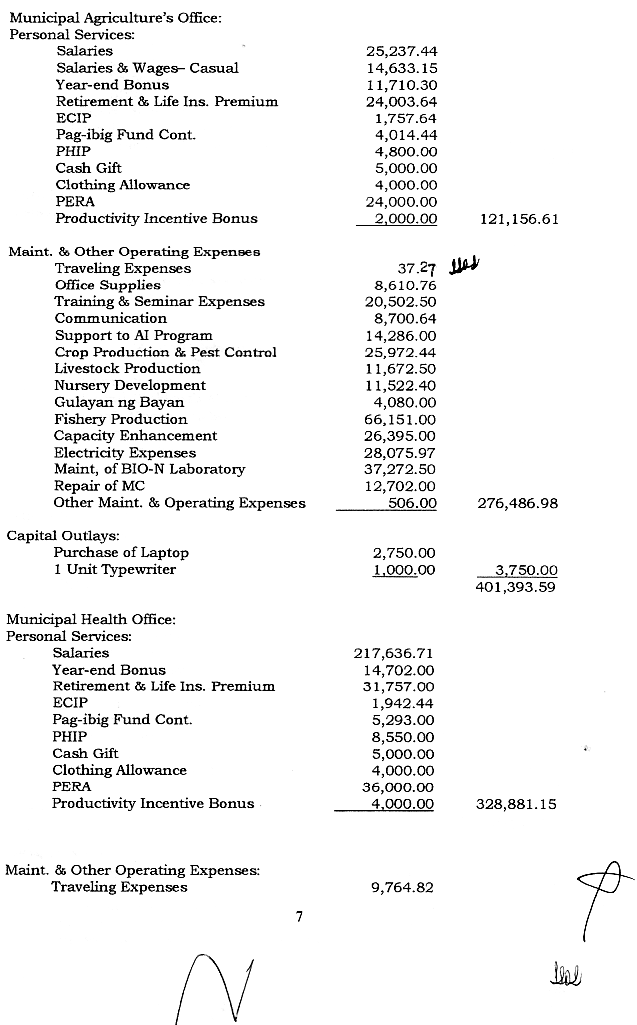 Municipal Agriculture's Office:
Personal Services:
Salaries 25,237.44
Salaries & Wages– Casual 14,633.15
Year-end Bonus 11,710.30
Retirement & Life Ins. Premium 24,003.64
ECIP 1,757.64
Pag-ibig Fund Cont. 4,014.44
PHIP 4,800.00
Cash Gift 5,000.00
Clothing Allowance 4,000.00
PERA 24,000.00
Productivity Incentive Bonus 2,000.00 121,156.61
Maint. & Other Operating Expenses
Traveling Expenses 37.27
Office Supplies 8,610.76
Training & Seminar Expenses 20,502.50
Communication 8,700.64
Support to AI Program 14,286.00
Crop Production & Pest Control 25,972.44
Livestock Production 11,672.50
Nursery Development 11,522.40
Gulayan ng Bayan 4,080.00
Fishery Production 66,151.00
Capacity Enhancement 26,395.00
Electricity Expenses 28,075.97
Maint, of BIO-N Laboratory 37,272.50
Repair of MC 12,702.00
Other Maint. & Operating Expenses 506.00 276,486.98
Capital Outlays:
Purchase of Laptop 2,750.00
1 Unit Typewriter 1,000.00 3,750.00
401,393.59
Municipal Health Office:
Personal Services:
Salaries 217,636.71
Year-end Bonus 14,702.00
Retirement & Life Ins. Premium 31,757.00
ECIP 1,942.44
Pag-ibig Fund Cont. 5,293.00
PHIP 8,550.00
Cash Gift 5,000.00
Clothing Allowance 4,000.00
PERA 36,000.00
Productivity Incentive Bonus 4,000.00 328,881.15
Maint. & Other Operating Expenses:
Traveling Expenses 9,764.82
7